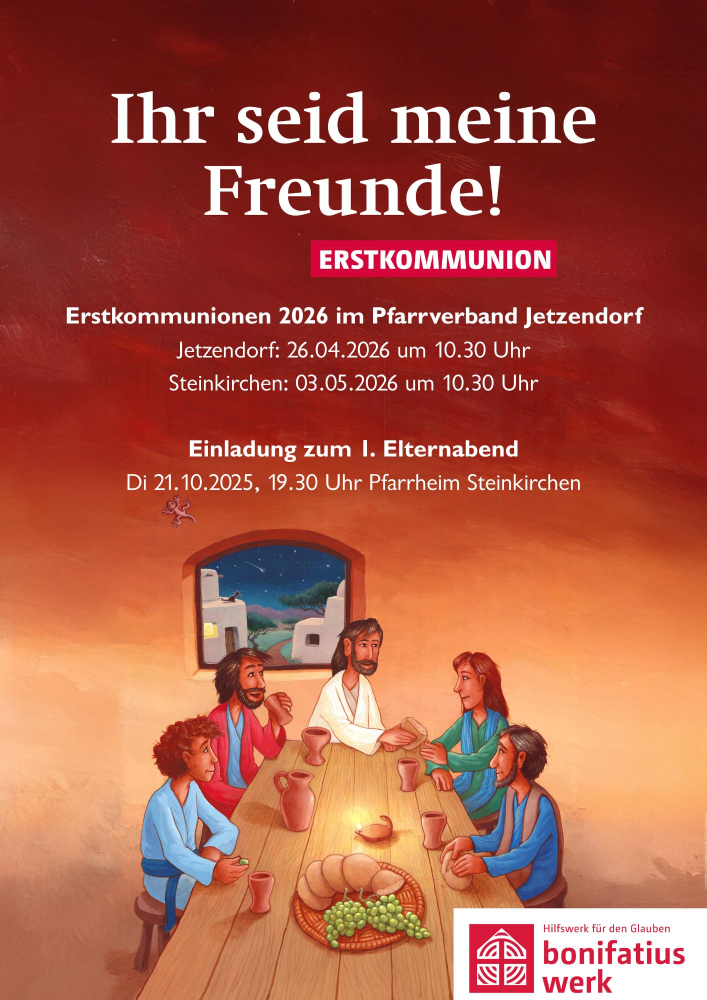 Ihr seid meine
Freunde!
ERSTKOMMUNION
Erstkommunionen 2026 im Pfarrverband Jetzendorf
Jetzendorf: 26.04.2026 um 10.30 Uhr
Steinkirchen: 03.05.2026 um 10.30 Uhr
Einladung zum 1. Elternabend
Di 21.10.2025, 19.30 Uhr Pfarrheim Steinkirchen
Hilfswerk für den Glauben
bonifatius
werk